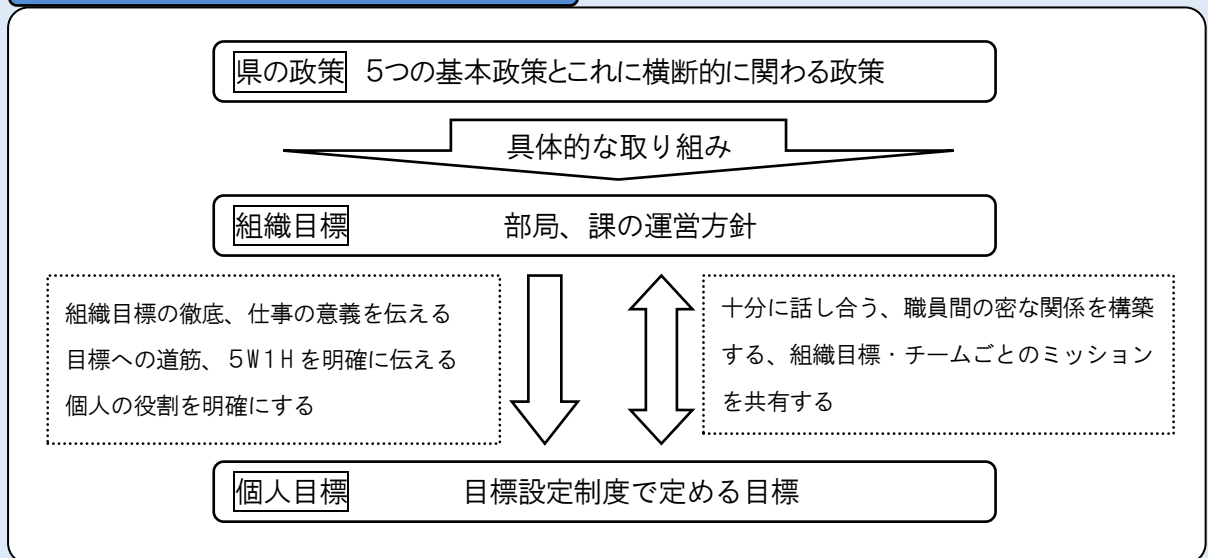 県の政策 5つの基本政策とこれに横断的に関わる政策
具体的な取り組み
組織目標 部局、課の運営方針
組織目標の徹底、仕事の意義を伝える
目標への道筋、5W1Hを明確に伝える
個人の役割を明確にする
十分に話し合う、職員間の密な関係を構築
する、組織目標・チームごとのミッション
を共有する
個人目標 目標設定制度で定める目標